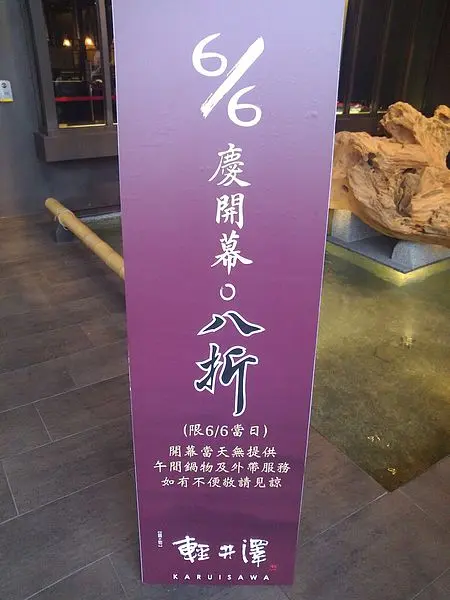 6/6
慶開幕。八折
(限6/6當日)
開幕當天無提供
午間鍋物及外帶服務
如有不便敬請見諒
輕井澤
KARUISAWA